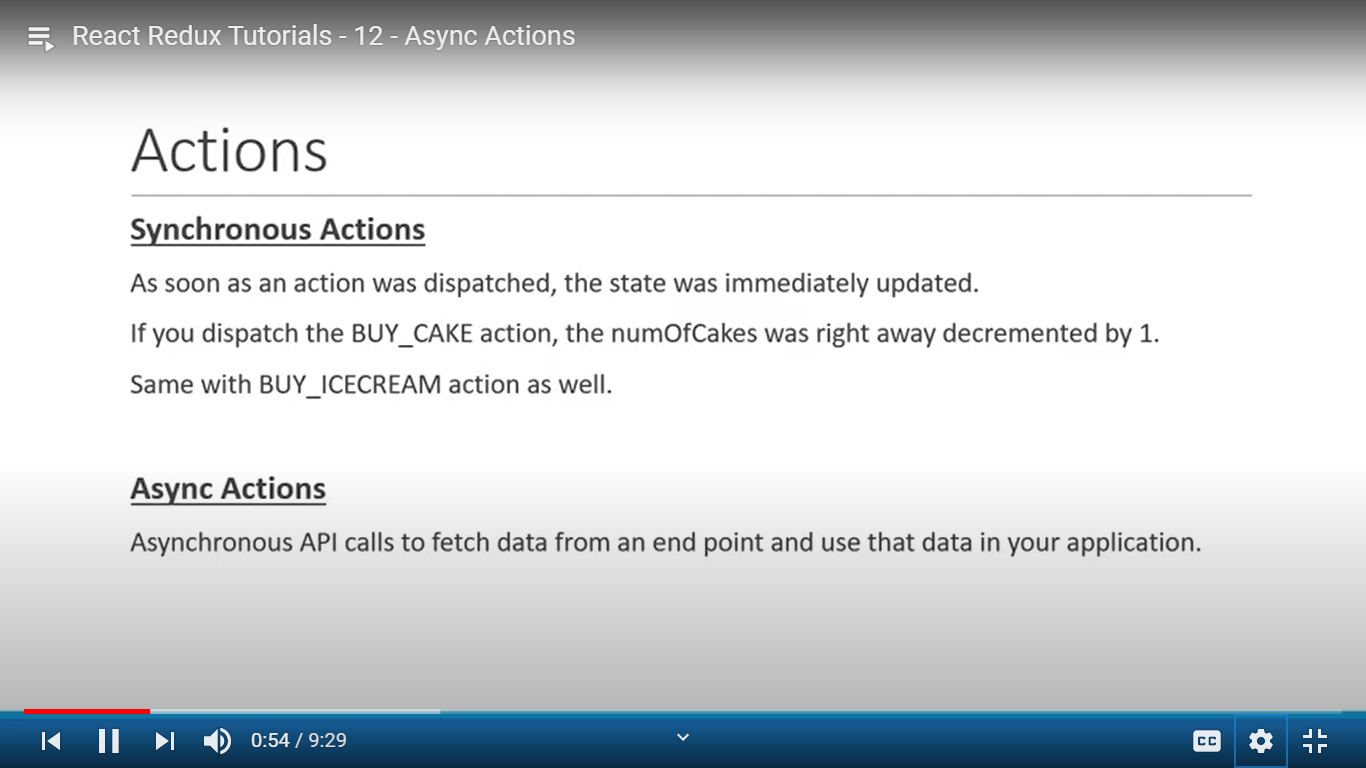 React Redux Tutorials - 12 - Async Actions
Actions
Synchronous Actions
As soon as an action was dispatched, the state was immediately updated.
If you dispatch the BUY_CAKE action, the numOfCakes was right away decremented by 1.
Same with BUY_ICECREAM action as well.
Async Actions
Asynchronous API calls to fetch data from an end point and use that data in your application.
0:54 / 9:29
CC